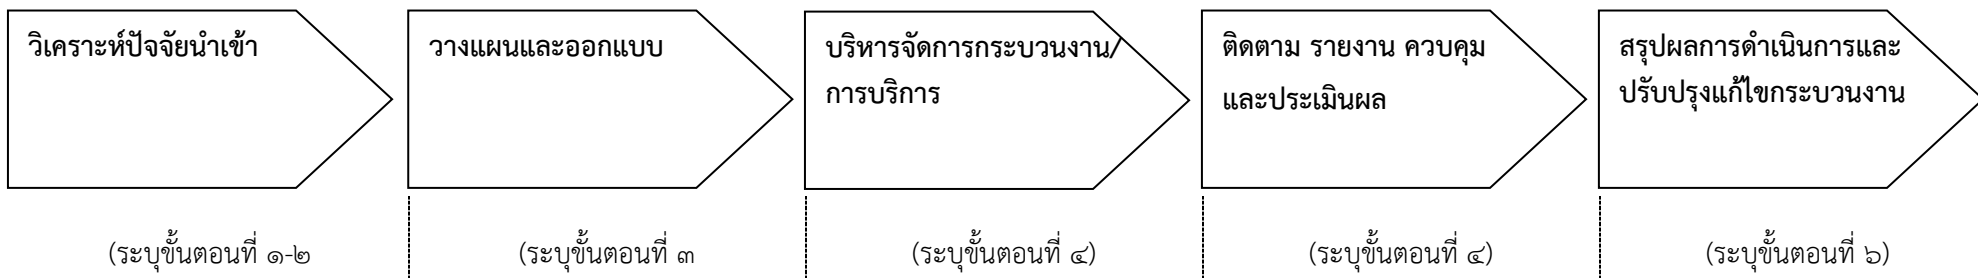 วิเคราะห์ปัจจัยนำเข้า
วางแผนและออกแบบ
บริหารจัดการกระบวนงาน/
การบริการ
ติดตาม รายงาน ควบคุม
และประเมินผล
สรุปผลการดำเนินการและ
ปรับปรุงแก้ไขกระบวนงาน
(ระบุขั้นตอนที่ ๑-๒
(ระบุขั้นตอนที่ ๓
(ระบุขั้นตอนที่ ๔)
(ระบุขั้นตอนที่ ๔)
(ระบุขั้นตอนที่ ๖)